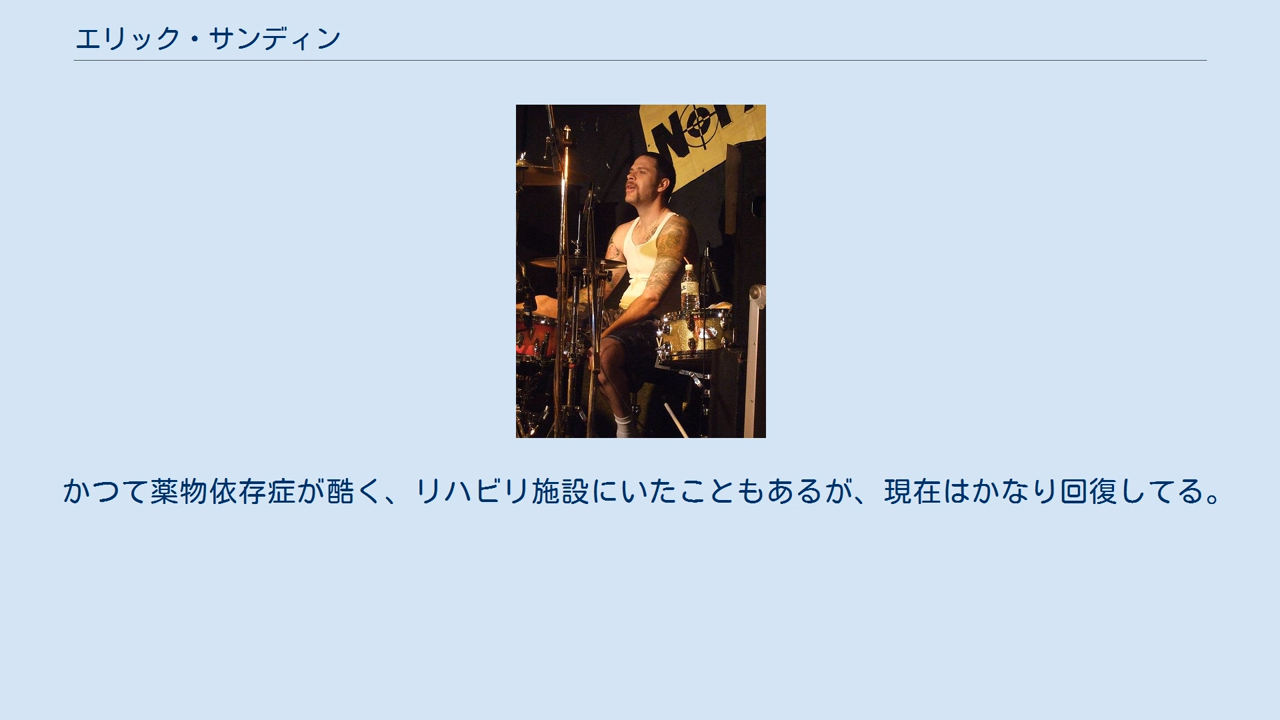 エリック・サンディン
かつて薬物依存症が酷く、リハビリ施設にいたこともあるが、現在はかなり回復してる。